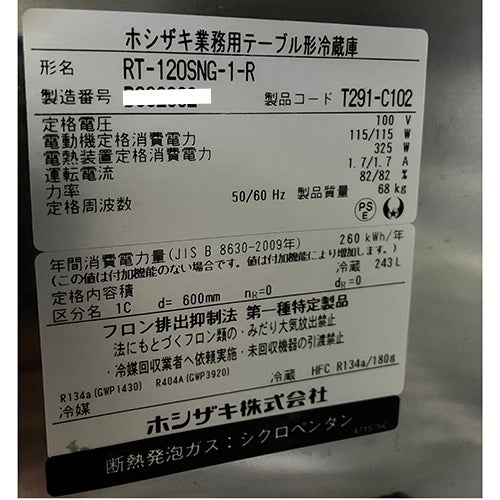 ホシザキ業務用テーブル形冷蔵庫
形名 RT-120SNG-1-R
製造番号
製品コード T291-C102
定格電圧 100 V
電動機定格消費電力 115/115 W
電熱装置定格消費電力 325 W
運転電流 1.7/1.7 A
力率 82/82 %
定格周波数 50/60 Hz 製品質量 68 kg
PS E
年間消費電力量(JIS B 8630-2009年) 260 kWh/年
(この値は付加機能のない場合です。値は付加機能により増加します。)
定格内容積 冷蔵 243L
区分名 1C d= 600mm nR=0 dR=0
フロン排出抑制法 第一種特定製品
法にもとづくフロン類の・みだり大気放出禁止
・冷媒回収業者へ依頼実施・未回収機器の引渡禁止
R134a(GWP1430) R404A(GWP3920)
冷媒 冷蔵 HFC R134a/180g
ホシザキ株式会社
断熱発泡ガス：シクロペンタン